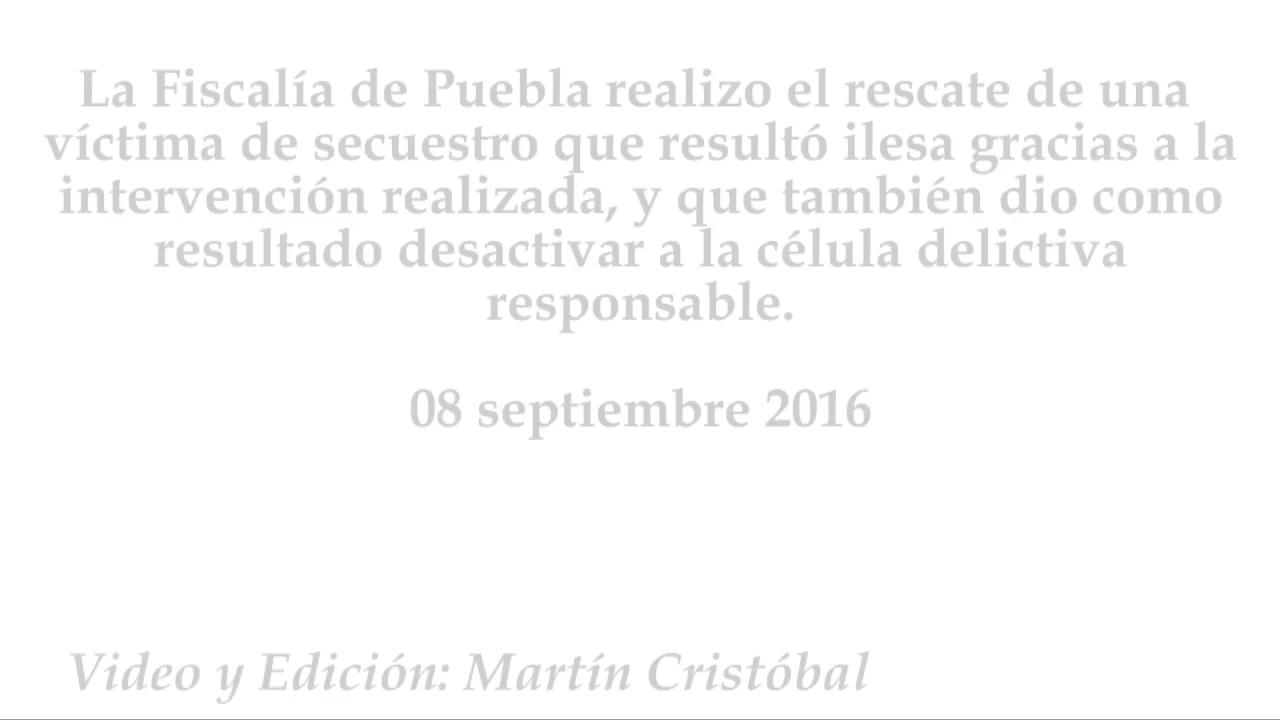 La Fiscalía de Puebla realizo el rescate de una
víctima de secuestro que resultó ilesa gracias a la
intervención realizada, y que también dio como
resultado desactivar a la célula delictiva
responsable.
08 septiembre 2016
Video y Edición: Martín Cristóbal